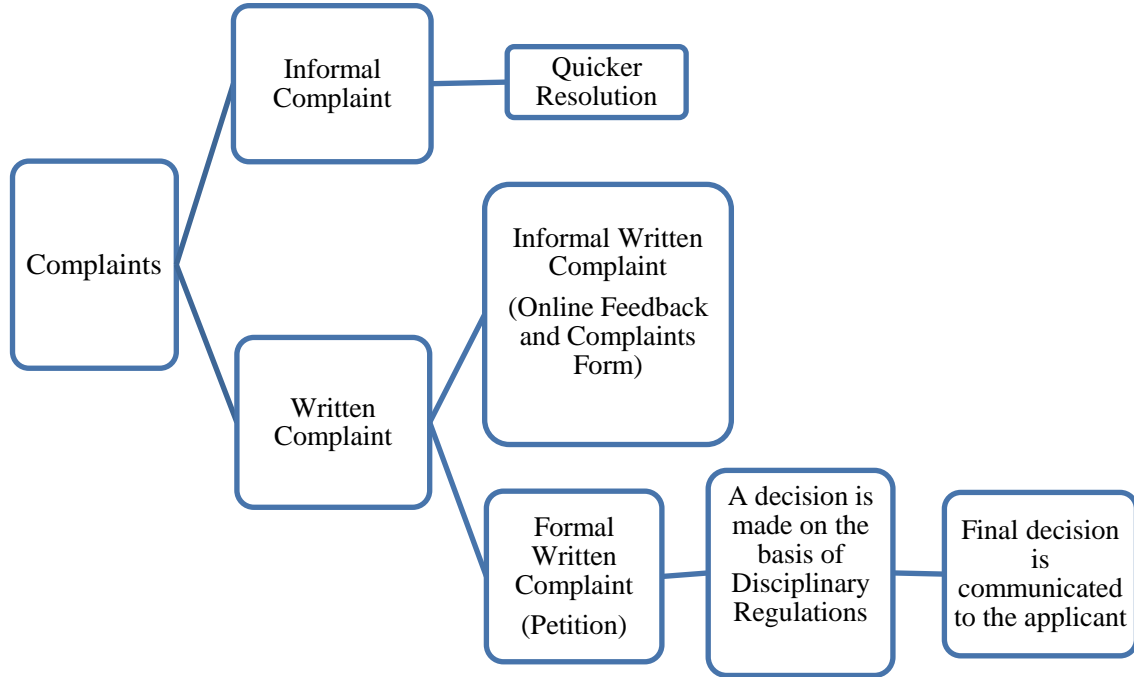 Informal
Complaint
Quicker
Resolution
Complaints
Informal Written
Complaint
(Online Feedback
and Complaints
Form)
Written
Complaint
Formal
Written
Complaint
(Petition)
A decision is
made on the
basis of
Disciplinary
Regulations
Final decision
is
communicated
to the applicant